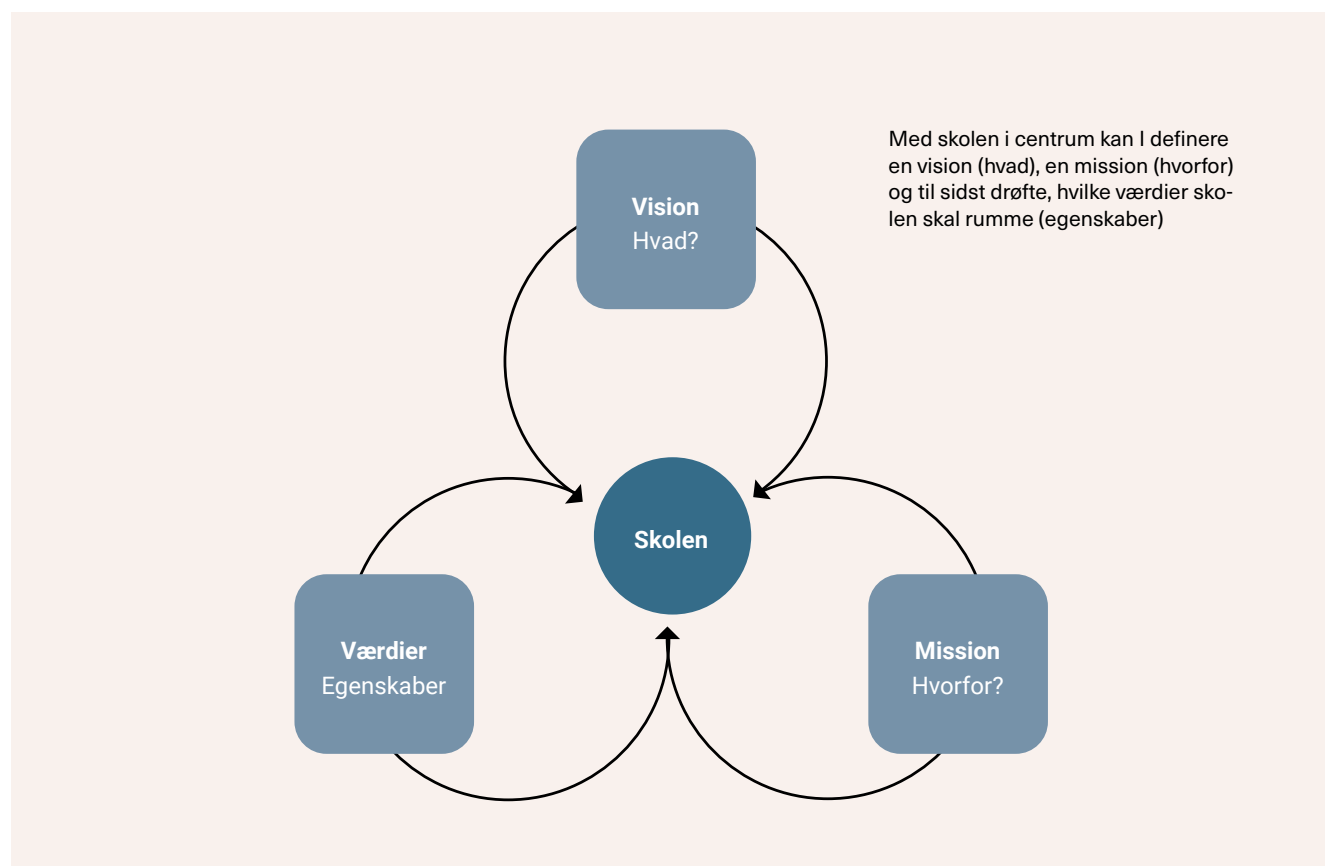 Med skolen i centrum kan I definere
en vision (hvad), en mission (hvorfor)
og til sidst drøfte, hvilke værdier sko-
len skal rumme (egenskaber)
Vision
Hvad?
Skolen
Værdier
Egenskaber
Mission
Hvorfor?